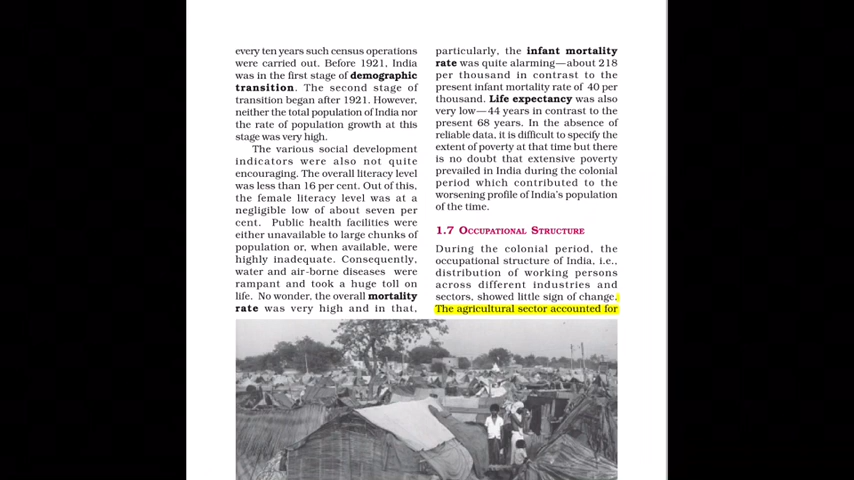 every ten years such census operations
were carried out. Before 1921, India
was in the first stage of demographic
transition. The second stage of
transition began after 1921. However,
neither the total population of India nor
the rate of population growth at this
stage was very high.
The various social development
indicators were also not quite
encouraging. The overall literacy level
was less than 16 per cent. Out of this,
the female literacy level was at a
negligible low of about seven per
cent. Public health facilities were
either unavailable to large chunks of
population or, when available, were
highly inadequate. Consequently,
water and air-borne diseases were
rampant and took a huge toll on
life. No wonder, the overall mortality
rate was very high and in that,
particularly, the infant mortality
rate was quite alarming—about 218
per thousand in contrast to the
present infant mortality rate of 40 per
thousand. Life expectancy was also
very low—44 years in contrast to the
present 68 years. In the absence of
reliable data, it is difficult to specify the
extent of poverty at that time but there
is no doubt that extensive poverty
prevailed in India during the colonial
period which contributed to the
worsening profile of India's population
of the time.
1.7 OCCUPATIONAL STRUCTURE
During the colonial period, the
occupational structure of India, i.e.,
distribution of working persons
across different industries and
sectors, showed little sign of change.
The agricultural sector accounted for